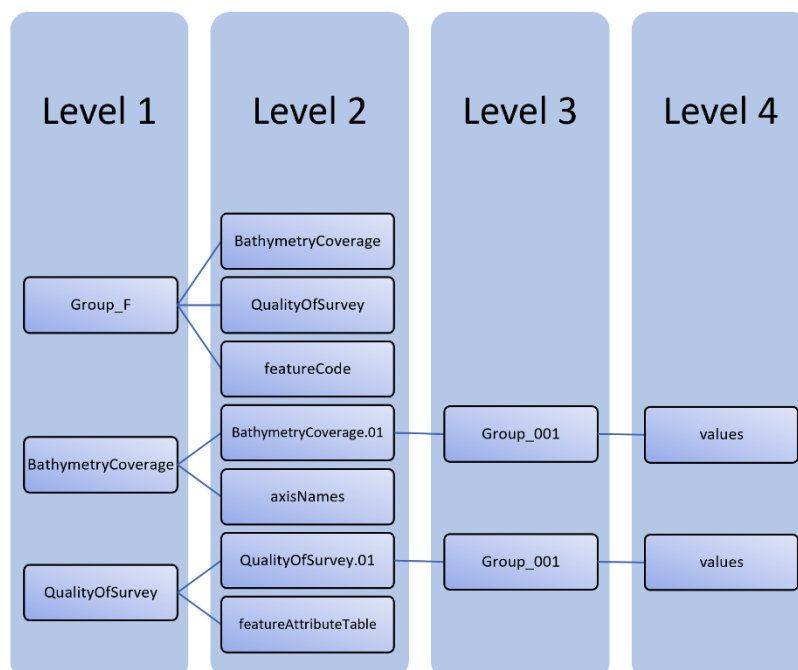 Level 1
Level 2
Level 3
Level 4
BathymetryCoverage
Group_F
QualityOfSurvey
featureCode
BathymetryCoverage.01
Group_001
values
BathymetryCoverage
axisNames
QualityOfSurvey.01
Group_001
values
QualityOfSurvey
featureAttributeTable